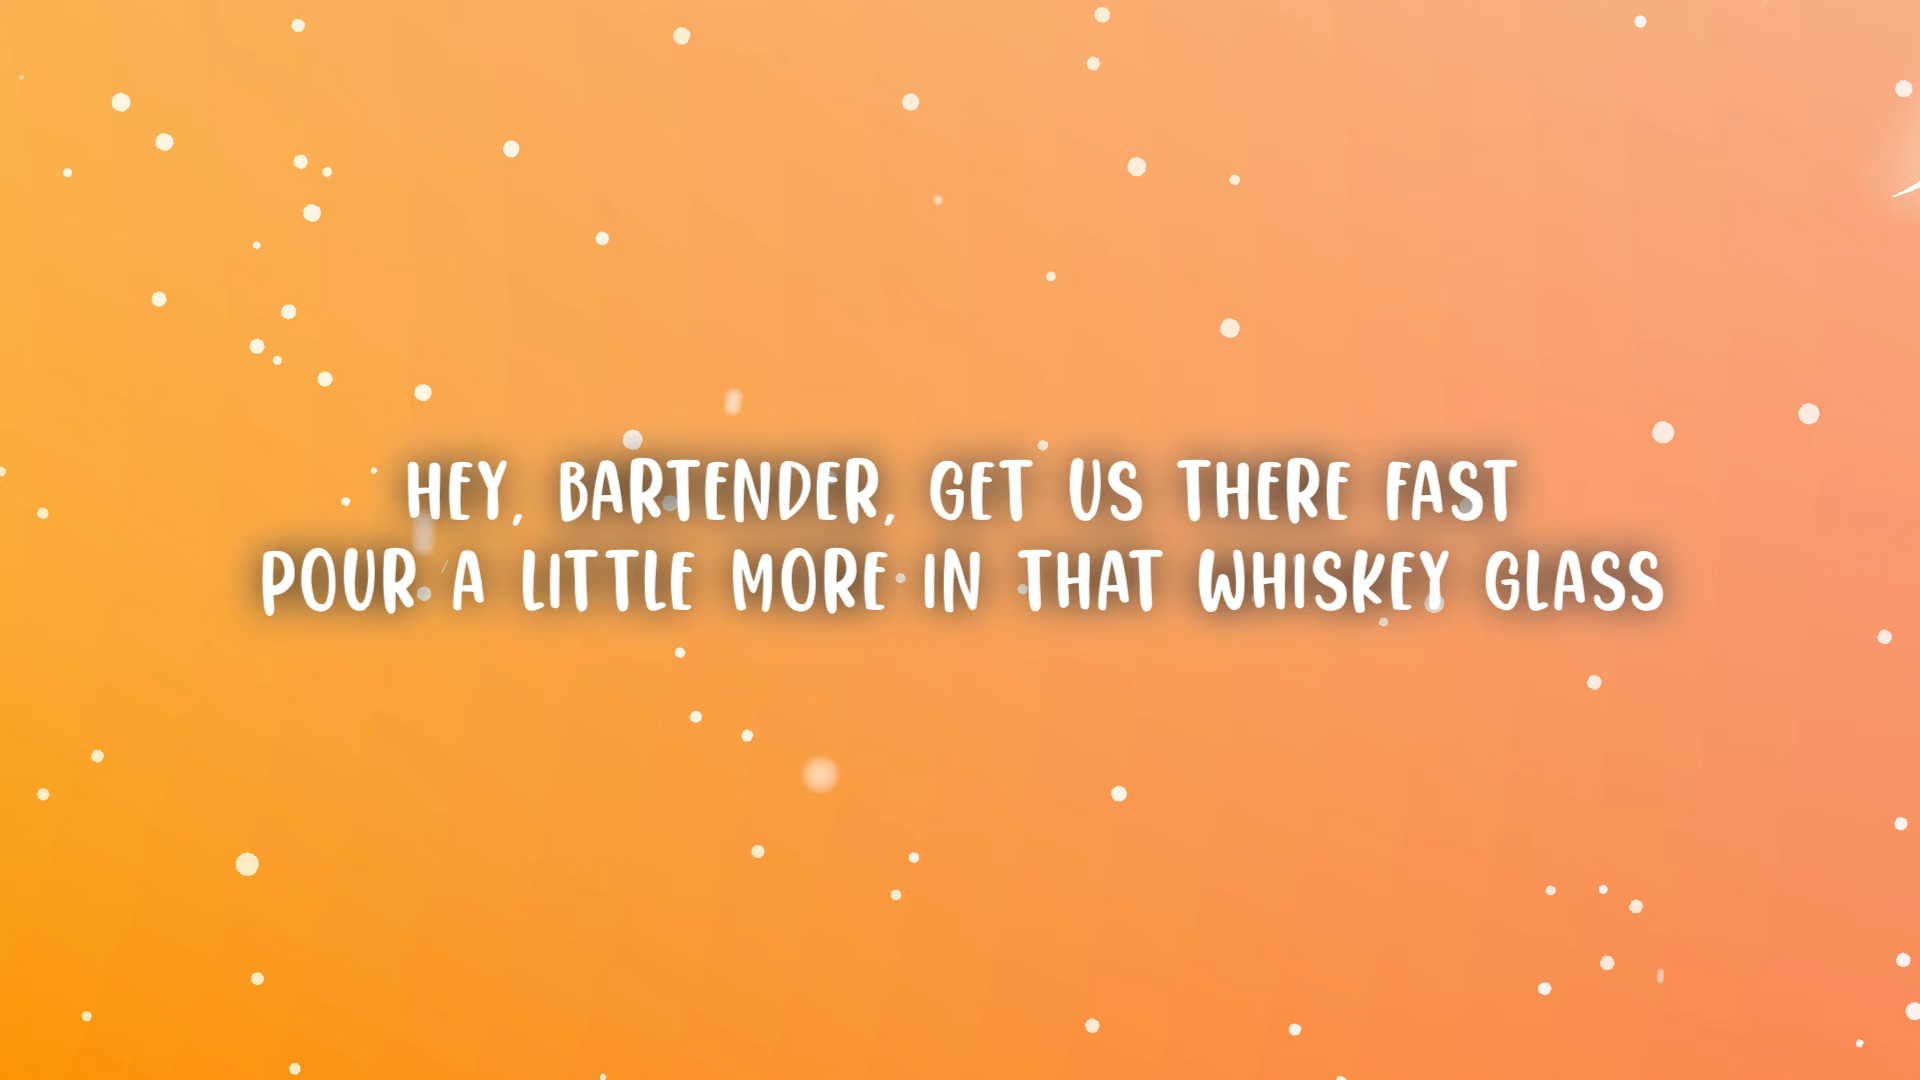 HEY, BARTENDER, GET US THERE FAST
POUR A LITTLE MORE IN THAT WHISKEY GLASS